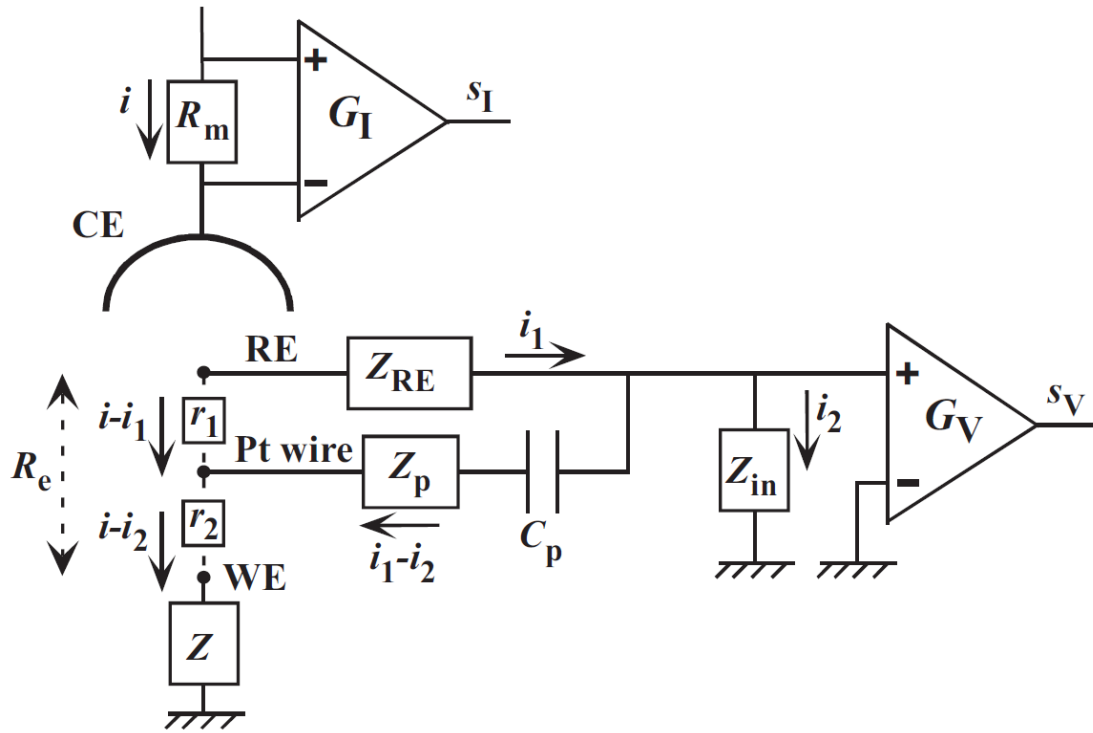 i
R_m
+
G_I
−
s_I
CE
RE
Z_RE
i_1
i-i_1
r_1
Pt wire
Z_p
C_p
i_1-i_2
R_e
i-i_2
r_2
WE
Z
Z_in
i_2
+
G_V
−
s_V